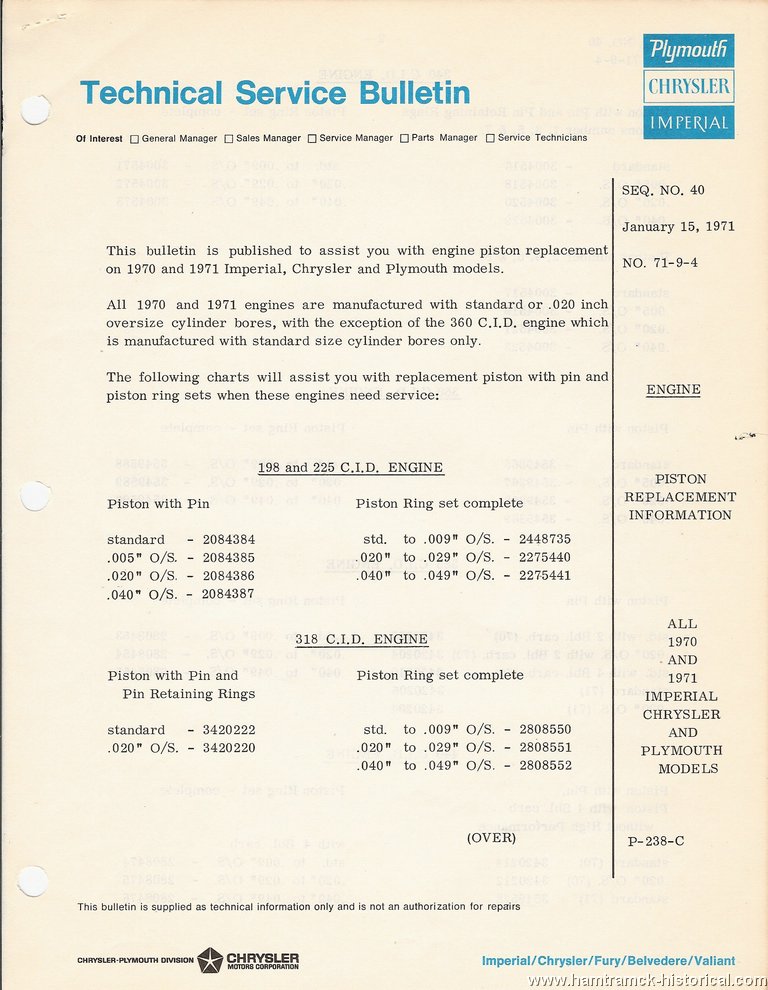 Plymouth
CHRYSLER
IMPERIAL
Technical Service Bulletin
Of Interest □ General Manager □ Sales Manager □ Service Manager □ Parts Manager □ Service Technicians
SEQ. NO. 40
January 15, 1971
NO. 71-9-4
This bulletin is published to assist you with engine piston replacement
on 1970 and 1971 Imperial, Chrysler and Plymouth models.
All 1970 and 1971 engines are manufactured with standard or .020 inch
oversize cylinder bores, with the exception of the 360 C.I.D. engine which
is manufactured with standard size cylinder bores only.
The following charts will assist you with replacement piston with pin and
piston ring sets when these engines need service:
ENGINE
PISTON
REPLACEMENT
INFORMATION
198 and 225 C.I.D. ENGINE
Piston with Pin Piston Ring set complete
standard - 2084384 std. to .009" O/S. - 2448735
.005" O/S. - 2084385 .020" to .029" O/S. - 2275440
.020" O/S. - 2084386 .040" to .049" O/S. - 2275441
.040" O/S. - 2084387
318 C.I.D. ENGINE
Piston with Pin and Piston Ring set complete
Pin Retaining Rings
standard - 3420222 std. to .009" O/S. - 2808550
.020" O/S. - 3420220 .020" to .029" O/S. - 2808551
.040" to .049" O/S. - 2808552
ALL
1970
AND
1971
IMPERIAL
CHRYSLER
AND
PLYMOUTH
MODELS
(OVER)
P-238-C
This bulletin is supplied as technical information only and is not an authorization for repairs
CHRYSLER-PLYMOUTH DIVISION CHRYSLER
MOTORS CORPORATION
Imperial/Chrysler/Fury/Belvedere/Valiant
www.hamtramck-historical.com